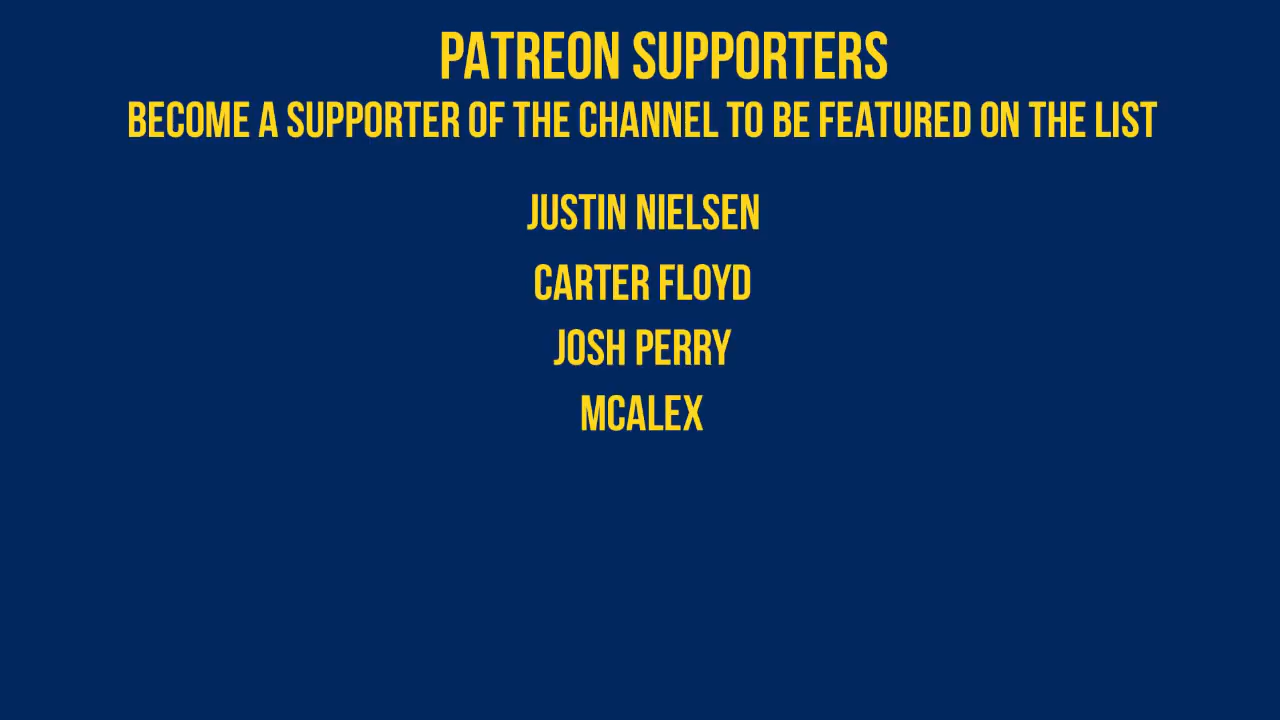 PATREON SUPPORTERS
BECOME A SUPPORTER OF THE CHANNEL TO BE FEATURED ON THE LIST
JUSTIN NIELSEN
CARTER FLOYD
JOSH PERRY
MCALEX